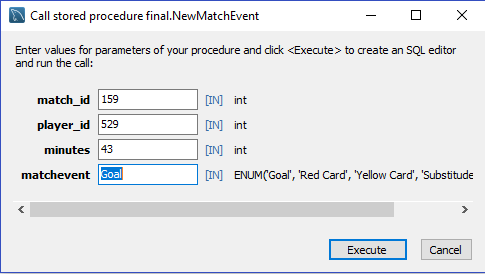 Call stored procedure final.NewMatchEvent
Enter values for parameters of your procedure and click <Execute> to create an SQL editor
and run the call:
match_id 159 [IN] int
player_id 529 [IN] int
minutes 43 [IN] int
matchevent Goal [IN] ENUM('Goal', 'Red Card', 'Yellow Card', 'Substitude
Execute Cancel